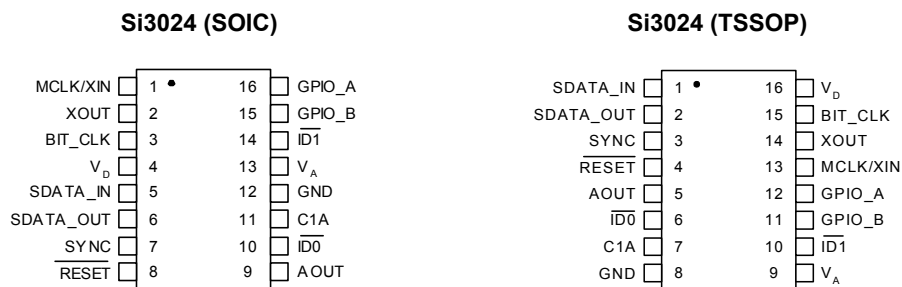 Si3024 (SOIC) Si3024 (TSSOP)
MCLK/XIN 1 16 GPIO_A
XOUT 2 15 GPIO_B
BIT_CLK 3 14 ID1
VD 4 13 VA
SDATA_IN 5 12 GND
SDATA_OUT 6 11 C1A
SYNC 7 10 ID0
RESET 8 9 AOUT
SDATA_IN 1 16 VD
SDATA_OUT 2 15 BIT_CLK
SYNC 3 14 XOUT
RESET 4 13 MCLK/XIN
AOUT 5 12 GPIO_A
ID0 6 11 GPIO_B
C1A 7 10 ID1
GND 8 9 VA